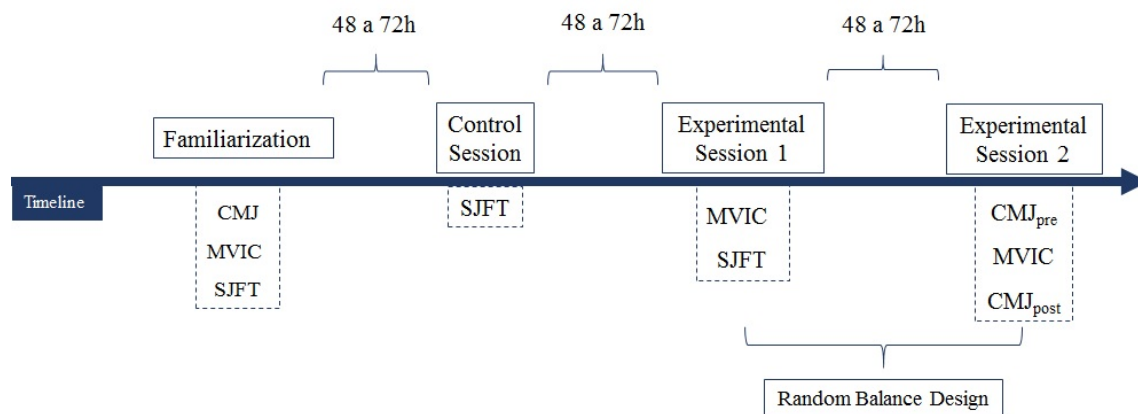 48 a 72h
48 a 72h
48 a 72h
Familiarization
Control
Session
Experimental
Session 1
Experimental
Session 2
Timeline
CMJ
MVIC
SJFT
SJFT
MVIC
SJFT
CMJpre
MVIC
CMJpost
Random Balance Design